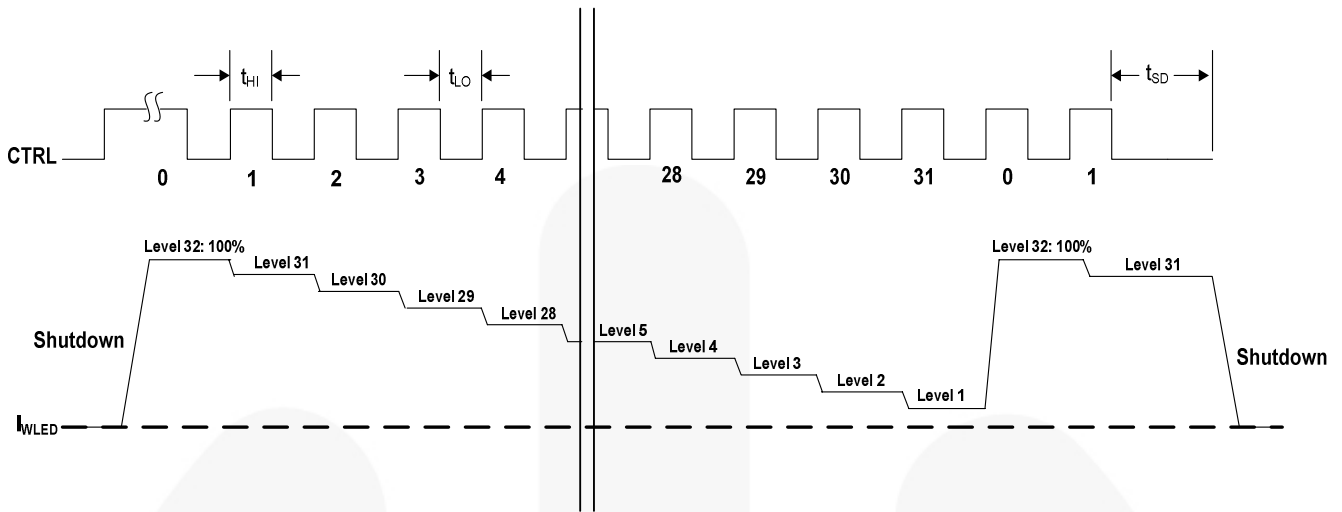 tHI tLO tSD
CTRL
0 1 2 3 4 28 29 30 31 0 1
Level 32: 100% Level 31 Level 30 Level 29 Level 28 Level 5 Level 4 Level 3 Level 2 Level 1 Level 32: 100% Level 31
Shutdown Shutdown
IWLED